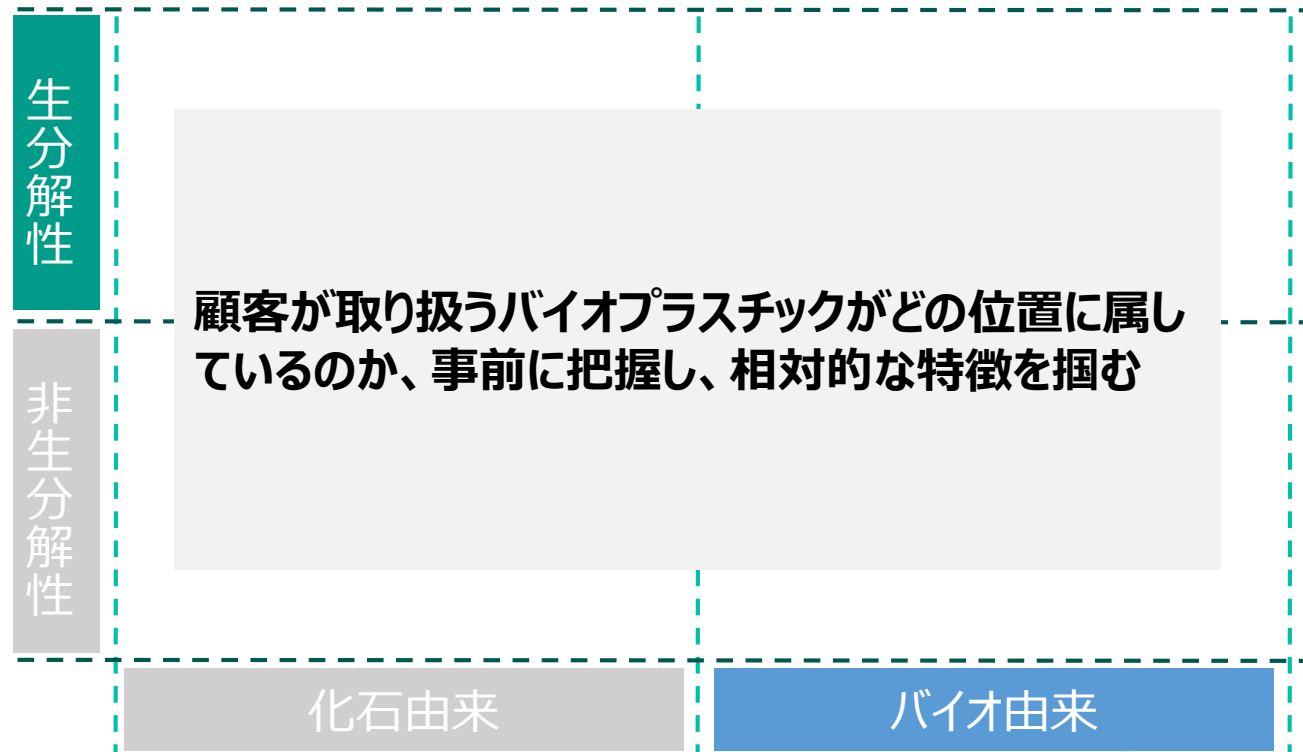 生分解性
顧客が取り扱うバイオプラスチックがどの位置に属し
ているのか、事前に把握し、相対的な特徴を掴む
非生分解性
化石由来
バイオ由来